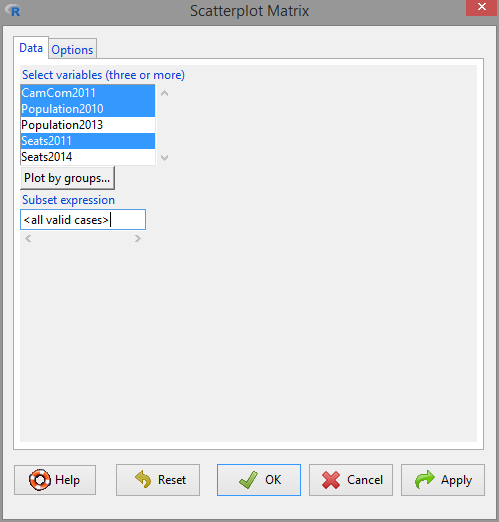 R
Scatterplot Matrix
Data
Options
Select variables (three or more)
CamCom2011
Population2010
Population2013
Seats2011
Seats2014
Plot by groups...
Subset expression
<all valid cases>
Help
Reset
OK
Cancel
Apply